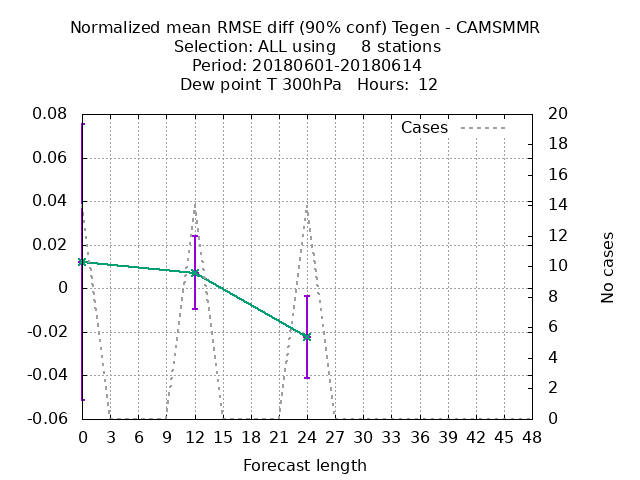 Normalized mean RMSE diff (90% conf) Tegen - CAMSMMR
Selection: ALL using     8 stations
Period: 20180601-20180614
Dew point T 300hPa   Hours:  12
Cases
0.08
0.06
0.04
0.02
0
-0.02
-0.04
-0.06
20
18
16
14
12
10
8
6
4
2
0
No cases
0 3 6 9 12 15 18 21 24 27 30 33 36 39 42 45 48
Forecast length